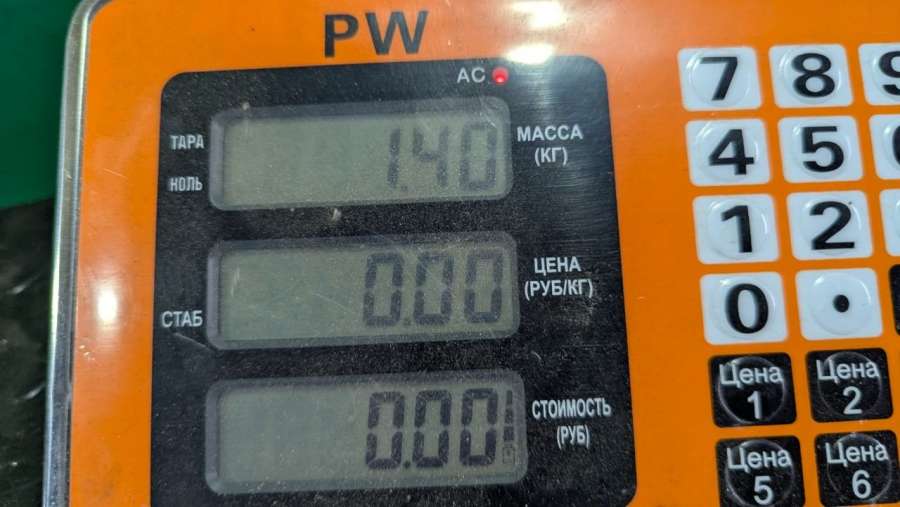 PW
AC
ТАРА
1.40
МАССА
(КГ)
НОЛЬ
0.00
ЦЕНА
(РУБ/КГ)
СТАБ
0.00
СТОИМОСТЬ
(РУБ)
7 8 9
4 5
1 2
0 .
Цена 1
Цена 2
Цена 5
Цена 6